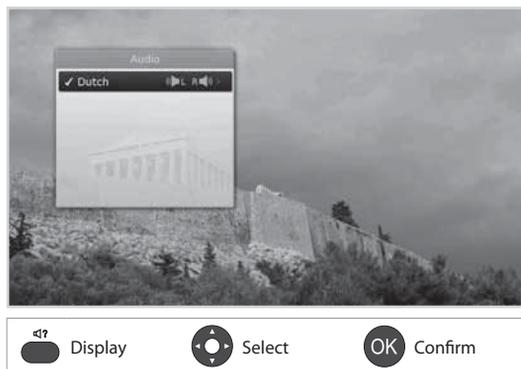 Audio
✓ Dutch L R
?
Display
Select
OK
Confirm